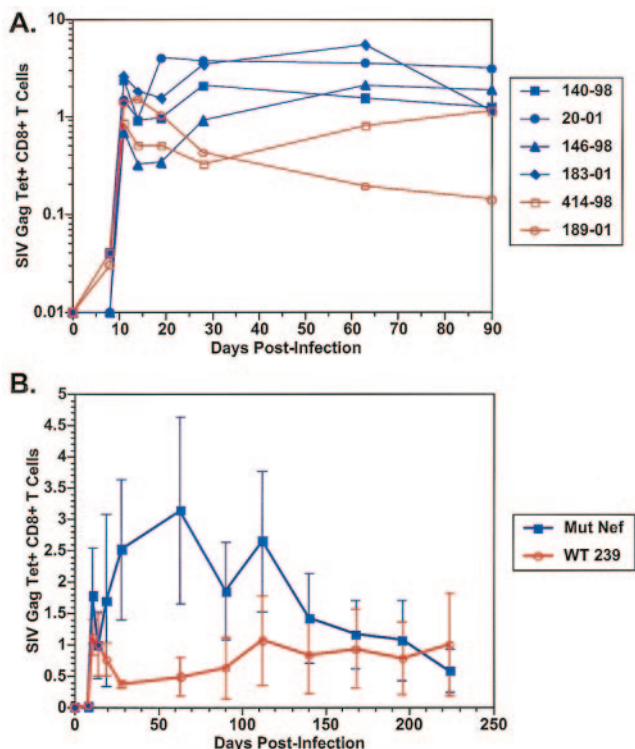 A.
SIV Gag Tet+ CD8+ T Cells
10
1
0.1
0.01
0 10 20 30 40 50 60 70 80 90
Days Post-Infection
140-98
20-01
146-98
183-01
414-98
189-01
B.
SIV Gag Tet+ CD8+ T Cells
5
4.5
4
3.5
3
2.5
2
1.5
1
0.5
0
0 50 100 150 200 250
Days Post-Infection
Mut Nef
WT 239